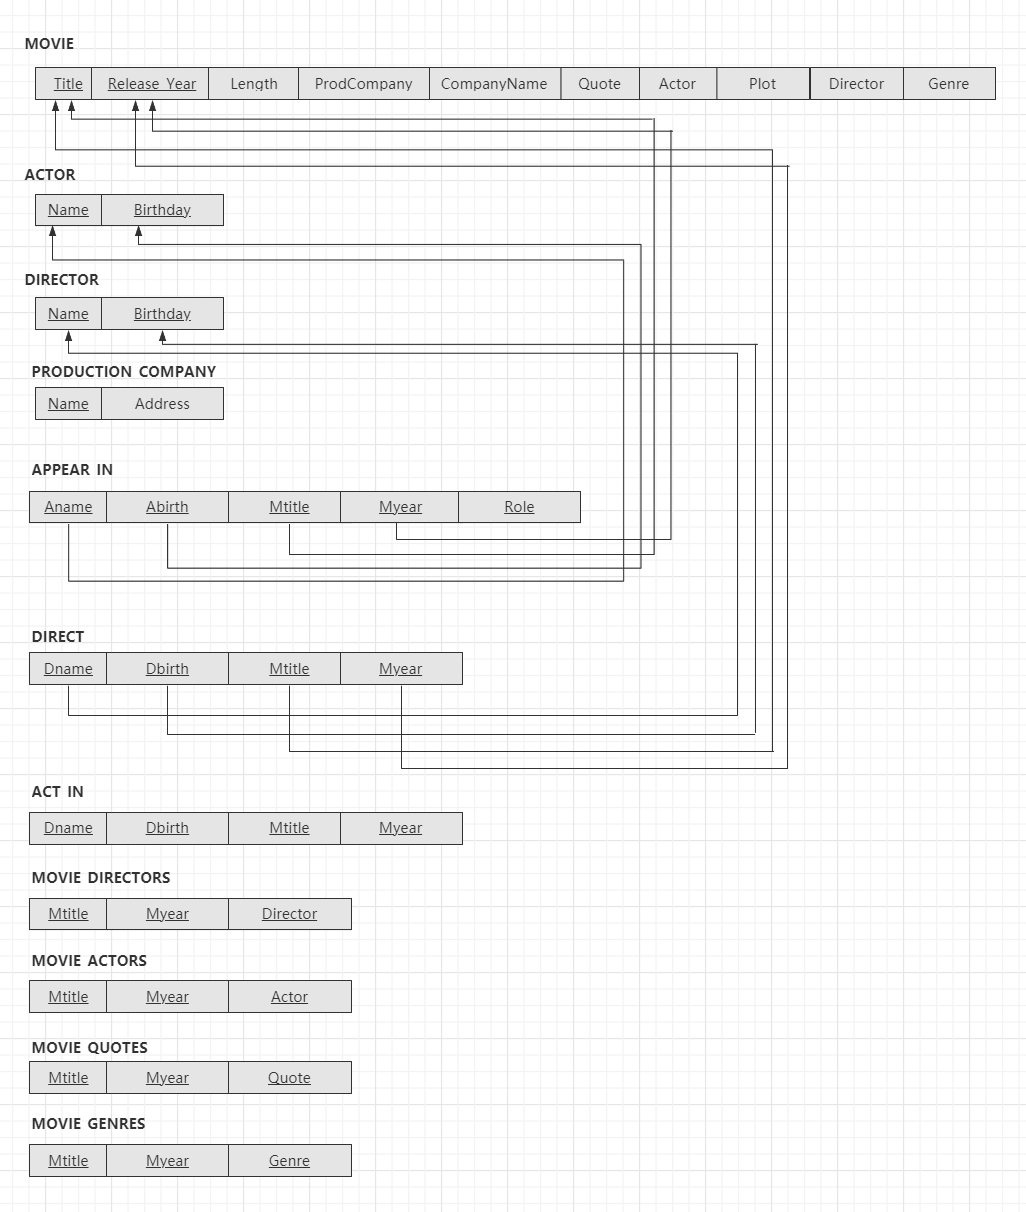 MOVIE
Title Release Year Length ProdCompany CompanyName Quote Actor Plot Director Genre
ACTOR
Name Birthday
DIRECTOR
Name Birthday
PRODUCTION COMPANY
Name Address
APPEAR IN
Aname Abirth Mtitle Myear Role
DIRECT
Dname Dbirth Mtitle Myear
ACT IN
Dname Dbirth Mtitle Myear
MOVIE DIRECTORS
Mtitle Myear Director
MOVIE ACTORS
Mtitle Myear Actor
MOVIE QUOTES
Mtitle Myear Quote
MOVIE GENRES
Mtitle Myear Genre